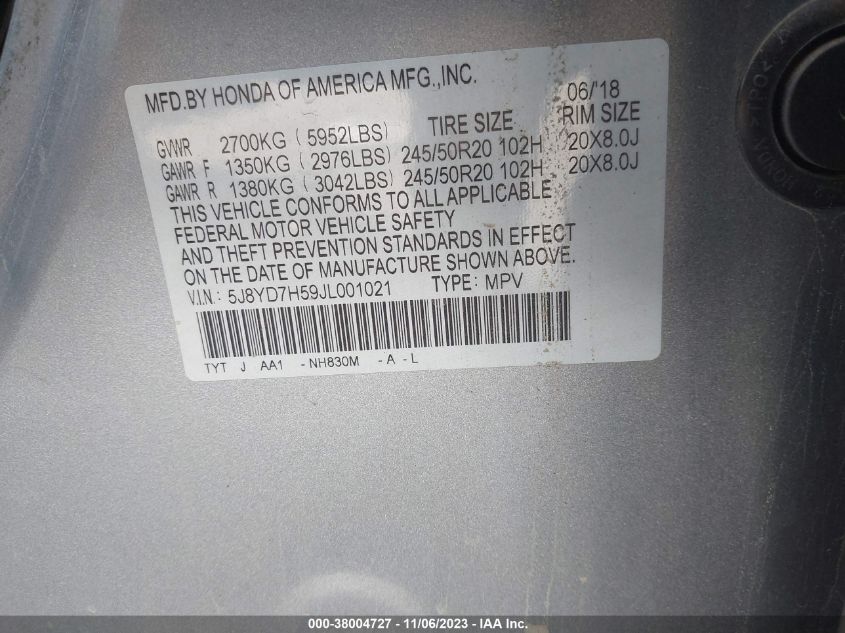 MFD.BY HONDA OF AMERICA MFG.,INC. 06/'18
GVWR 2700KG ( 5952LBS) TIRE SIZE RIM SIZE
GAWR F 1350KG ( 2976LBS) 245/50R20 102H 20X8.0J
GAWR R 1380KG ( 3042LBS) 245/50R20 102H 20X8.0J
THIS VEHICLE CONFORMS TO ALL APPLICABLE
FEDERAL MOTOR VEHICLE SAFETY
AND THEFT PREVENTION STANDARDS IN EFFECT
ON THE DATE OF MANUFACTURE SHOWN ABOVE.
V.I.N: 5J8YD7H59JL001021 TYPE: MPV
TYT J AA1 -NH830M -A -L
HONDA
000-38004727 - 11/06/2023 - IAA Inc.